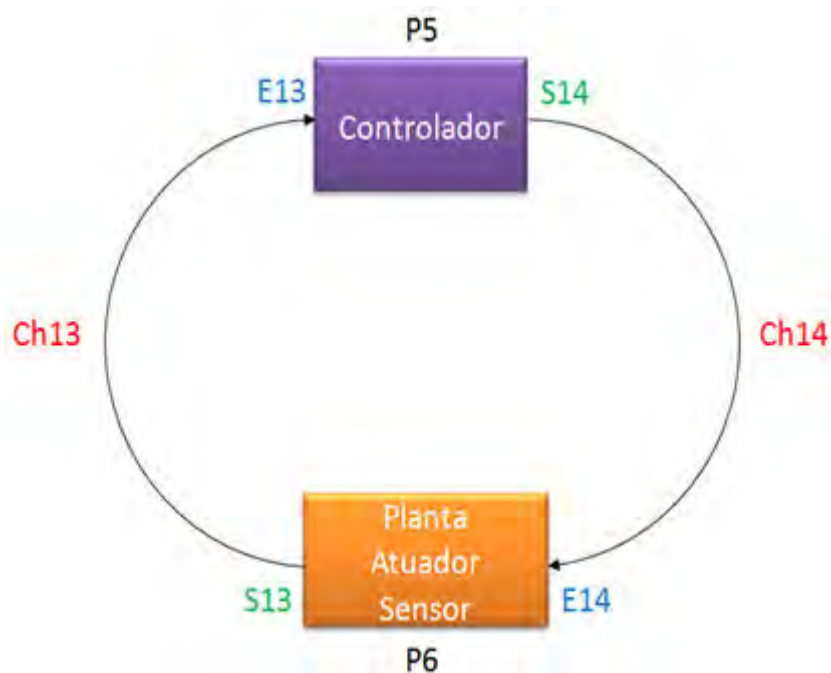 P5
E13
S14
Controlador
Ch13
Ch14
Planta
Atuador
Sensor
S13
E14
P6